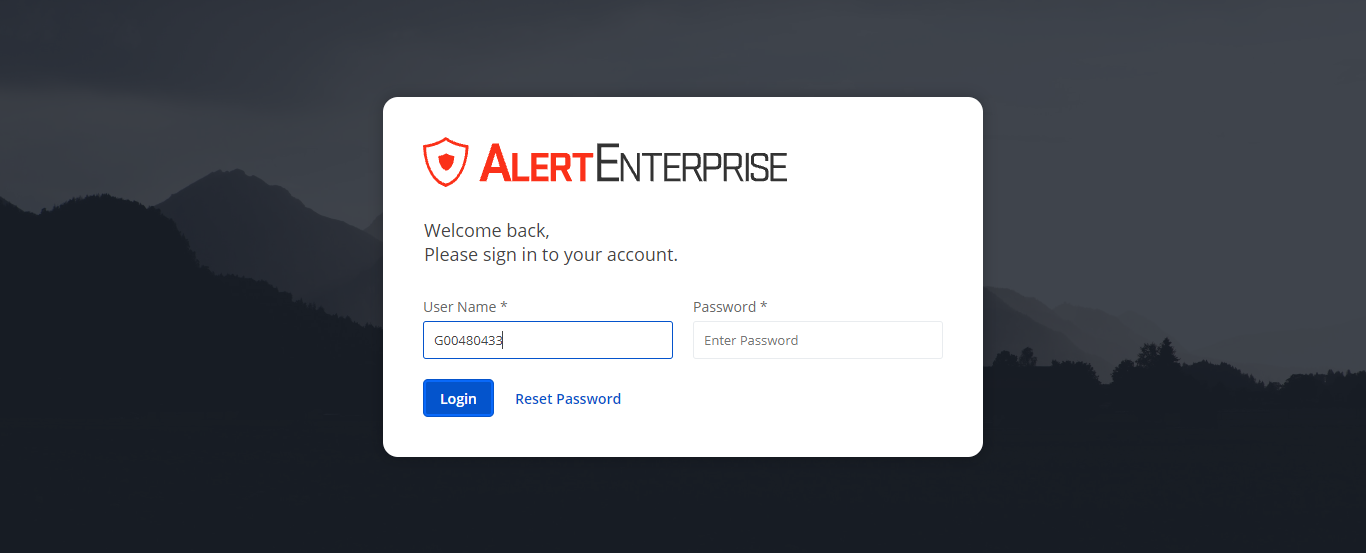 ALERTENTERPRISE
Welcome back,
Please sign in to your account.
User Name * Password *
G00480433 Enter Password
Login Reset Password